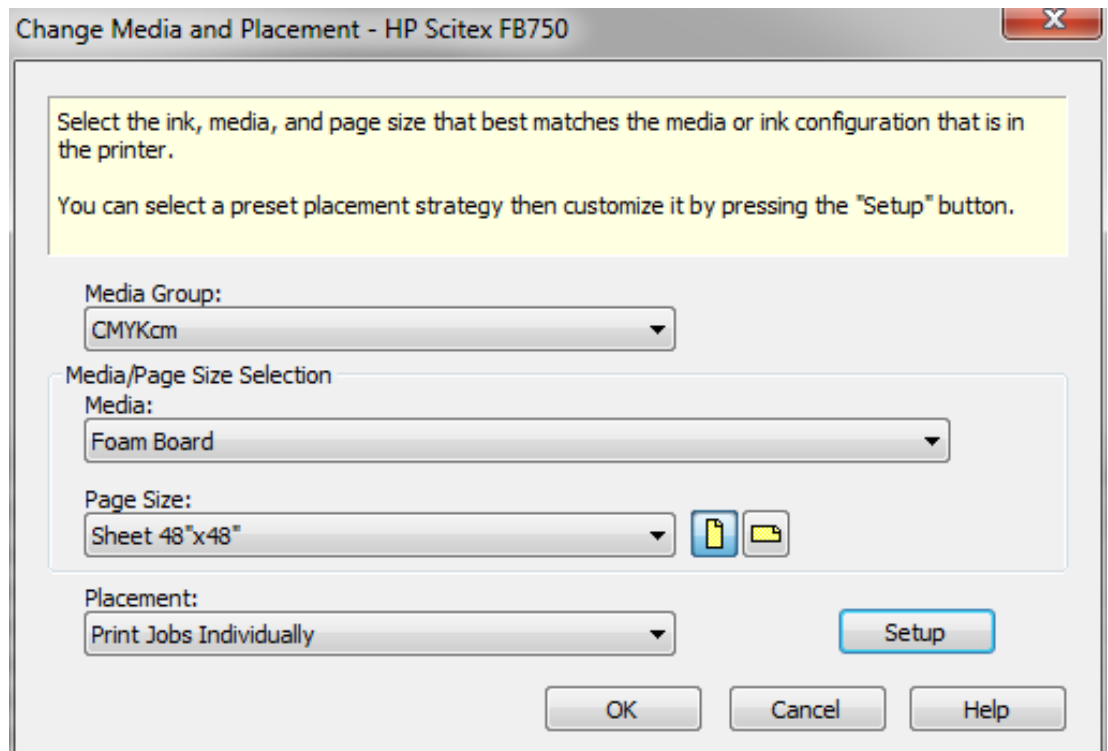 Change Media and Placement - HP Scitex FB750
Select the ink, media, and page size that best matches the media or ink configuration that is in
the printer.
You can select a preset placement strategy then customize it by pressing the "Setup" button.
Media Group:
CMYKcm
Media/Page Size Selection
Media:
Foam Board
Page Size:
Sheet 48"x48"
Placement:
Print Jobs Individually
Setup
OK
Cancel
Help